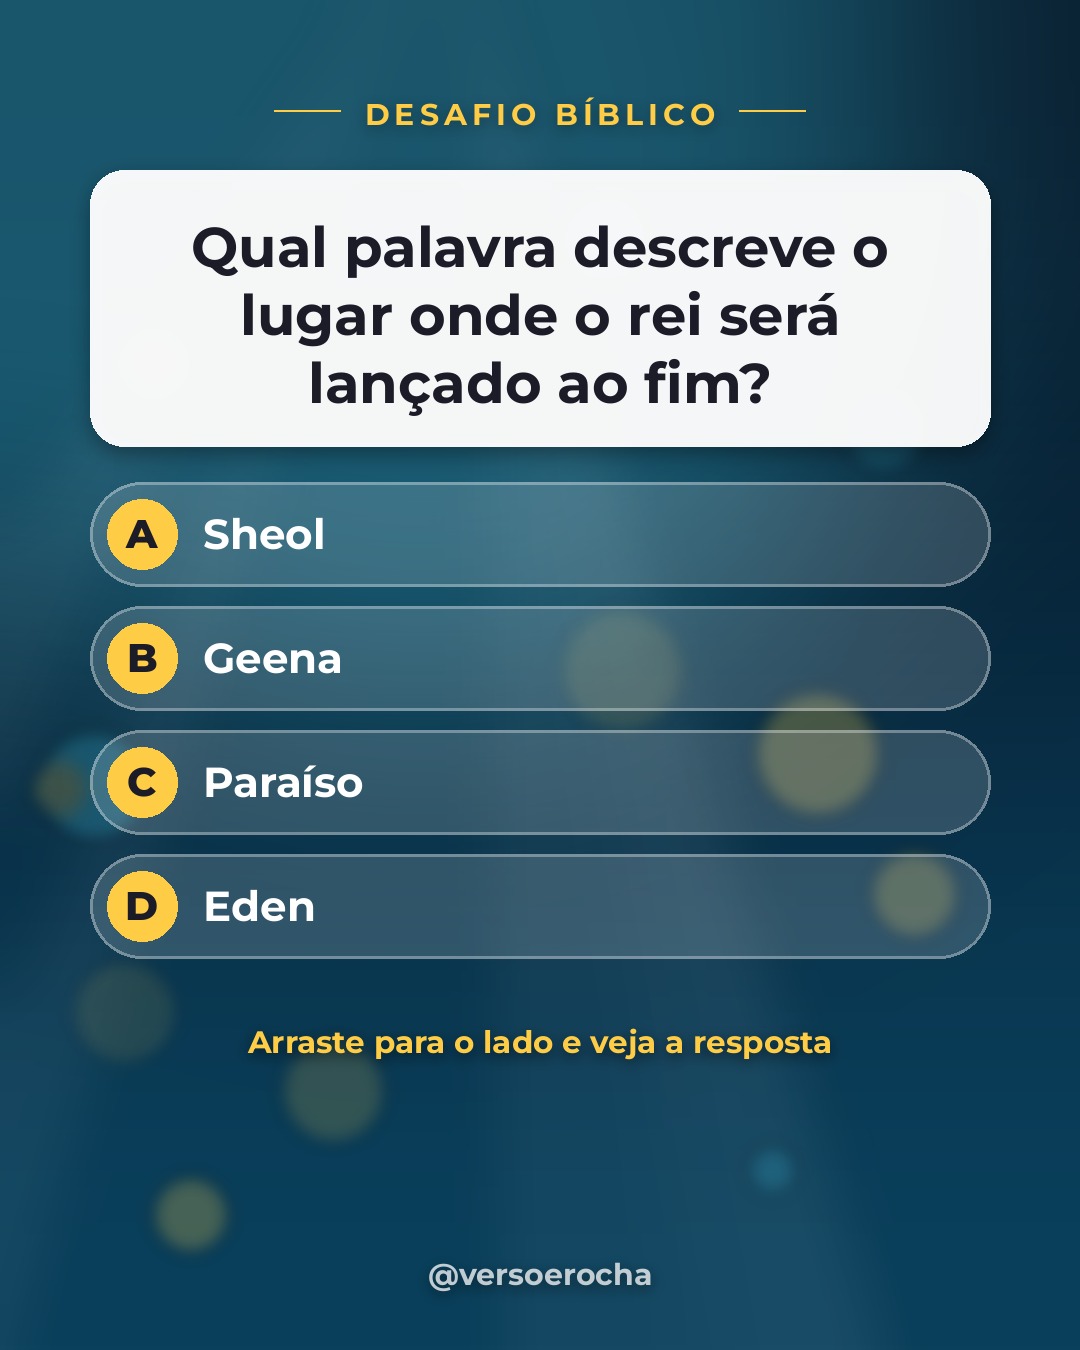 DESAFIO BÍBLICO
Qual palavra descreve o
lugar onde o rei será
lançado ao fim?
A Sheol
B Geena
C Paraíso
D Eden
Arraste para o lado e veja a resposta
@versoerocha